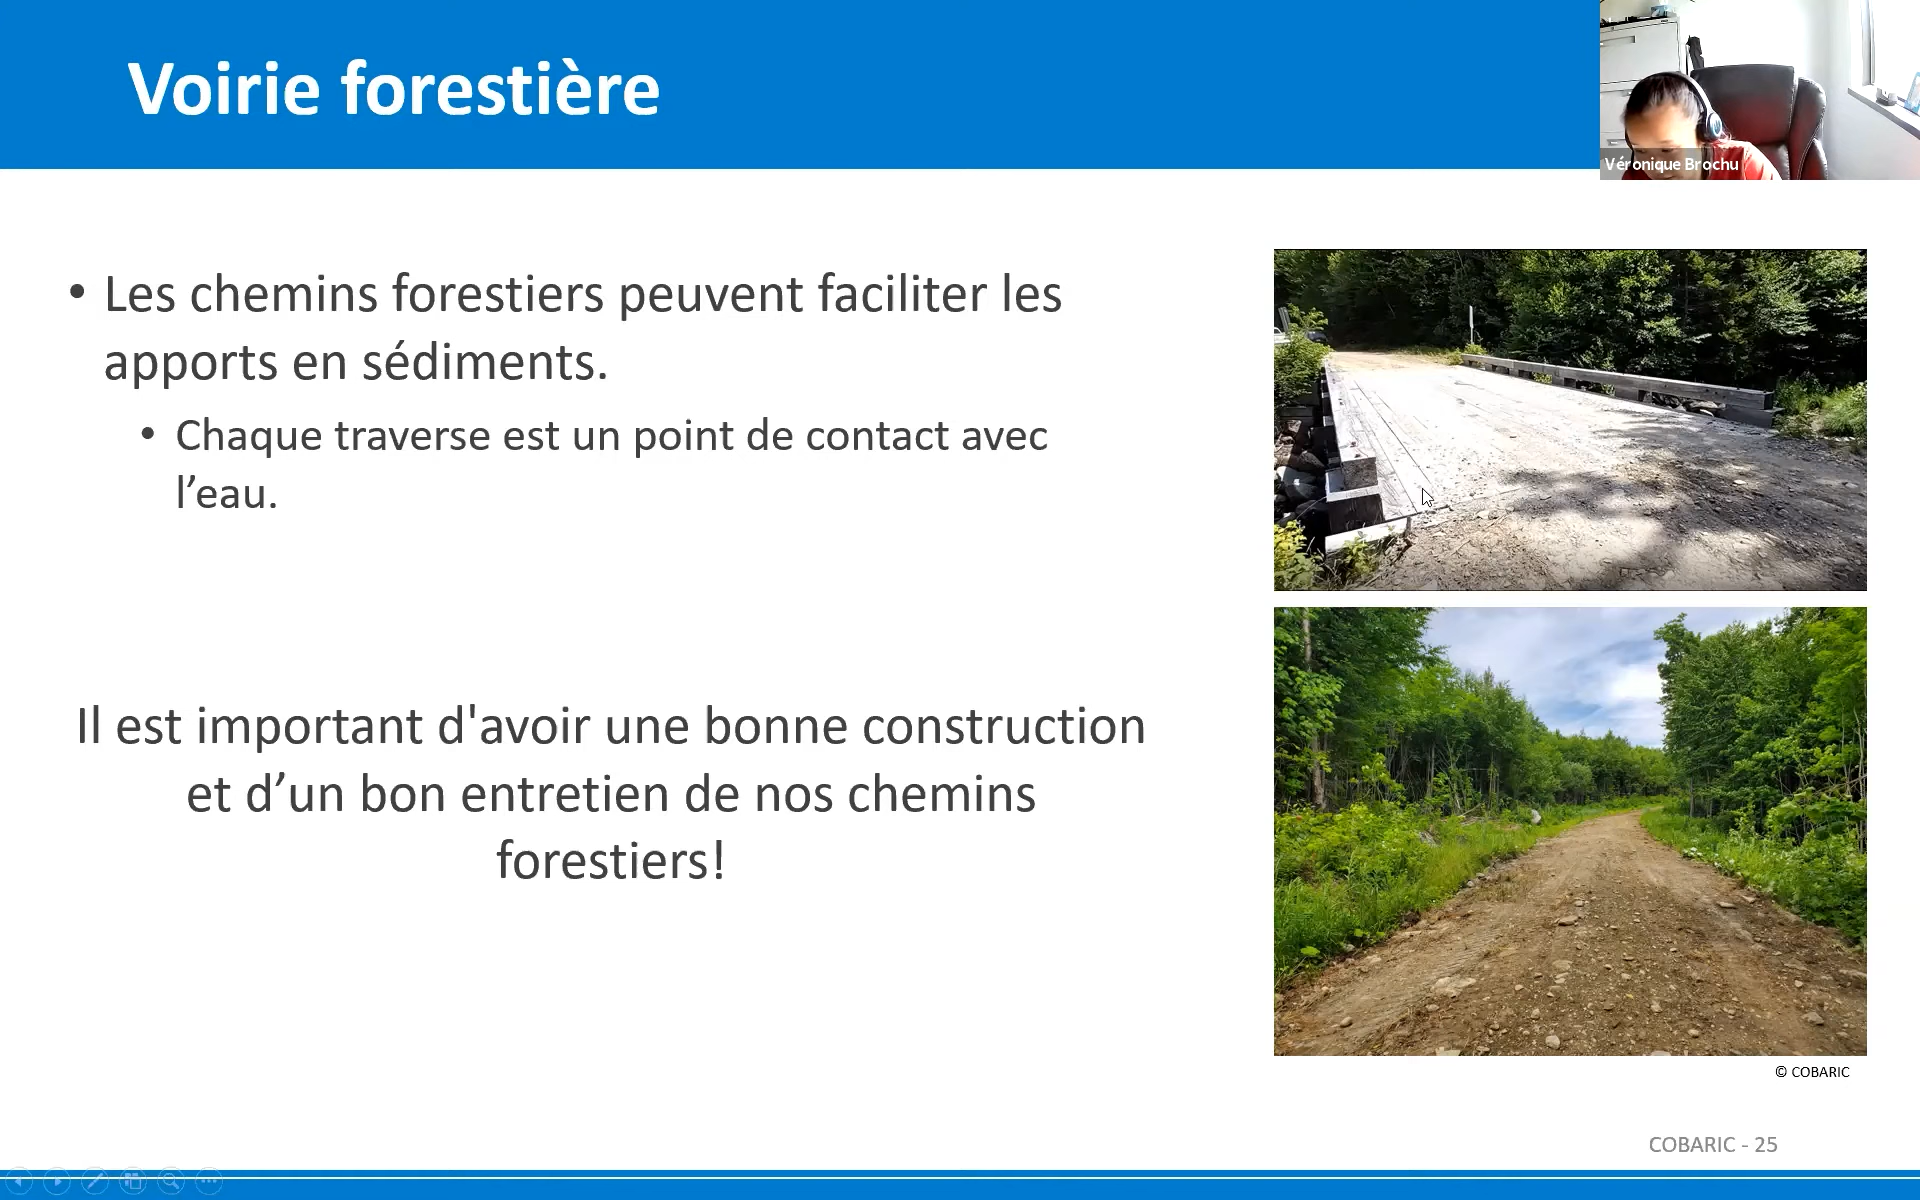 Voirie forestière
Véronique Brochu
• Les chemins forestiers peuvent faciliter les
apports en sédiments.
• Chaque traverse est un point de contact avec
l’eau.
Il est important d'avoir une bonne construction
et d’un bon entretien de nos chemins
forestiers!
© COBARIC
COBARIC - 25